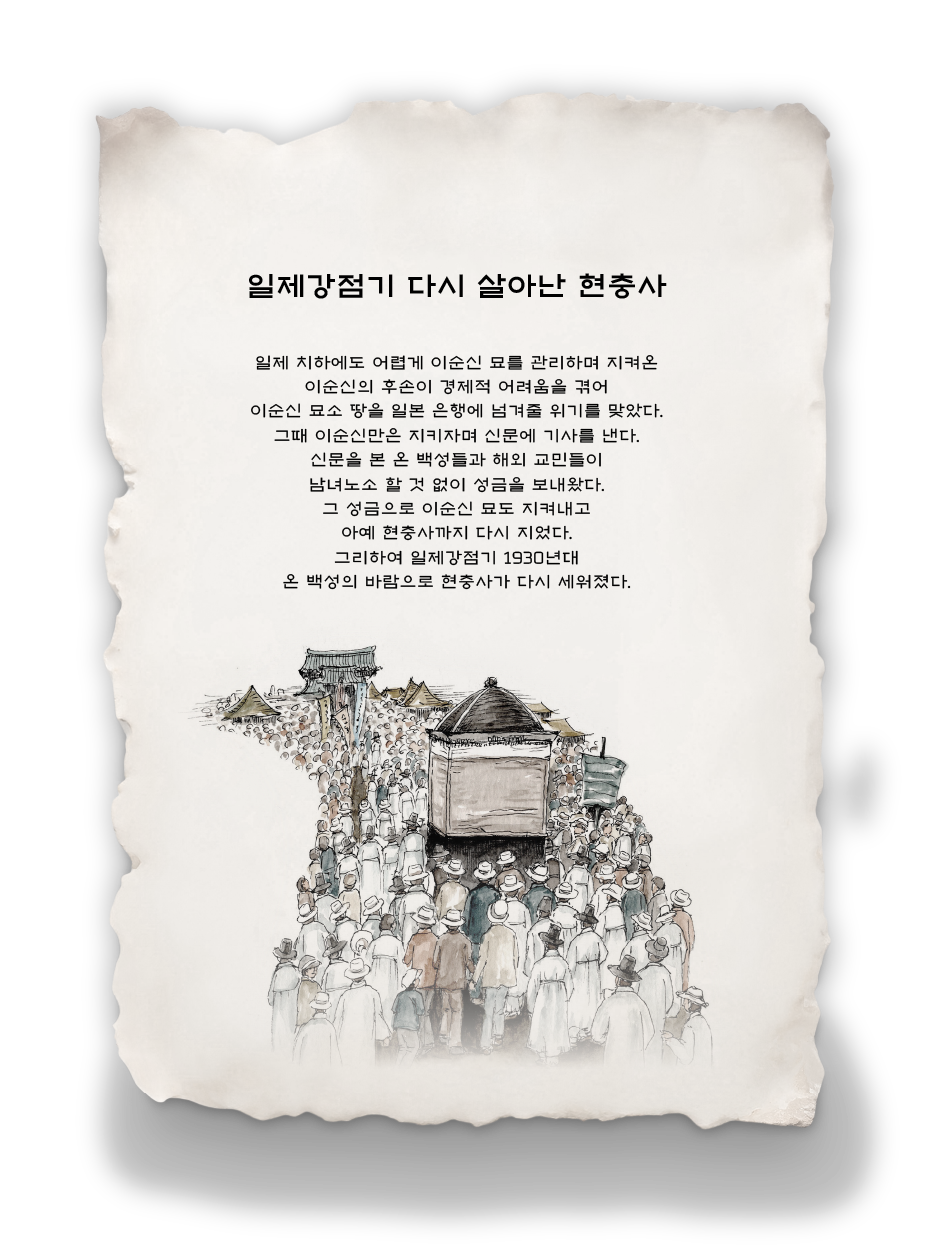 일제강점기 다시 살아난 현충사
일제 치하에도 어렵게 이순신 묘를 관리하며 지켜온
이순신의 후손이 경제적 어려움을 겪어
이순신 묘소 땅을 일본 은행에 넘겨줄 위기를 맞았다.
그때 이순신만은 지키자며 신문에 기사를 낸다.
신문을 본 온 백성들과 해외 교민들이
남녀노소 할 것 없이 성금을 보내왔다.
그 성금으로 이순신 묘도 지켜내고
아예 현충사까지 다시 지었다.
그리하여 일제강점기 1930년대
온 백성의 바람으로 현충사가 다시 세워졌다.